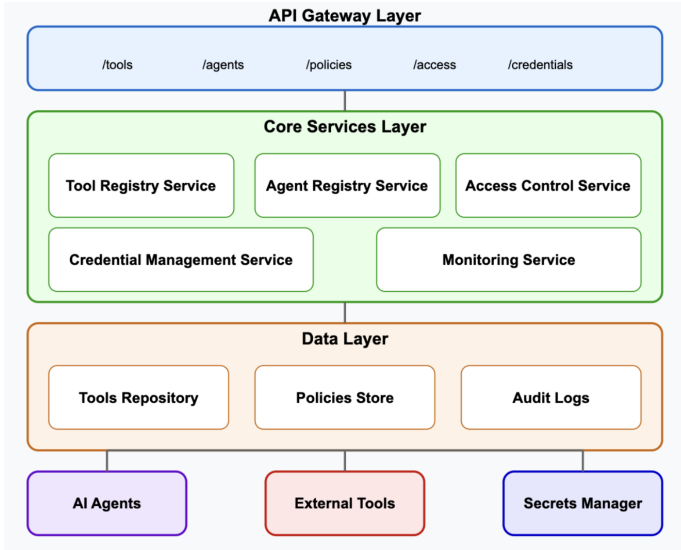 API Gateway Layer
/tools /agents /policies /access /credentials
Core Services Layer
Tool Registry Service Agent Registry Service Access Control Service
Credential Management Service Monitoring Service
Data Layer
Tools Repository Policies Store Audit Logs
AI Agents External Tools Secrets Manager